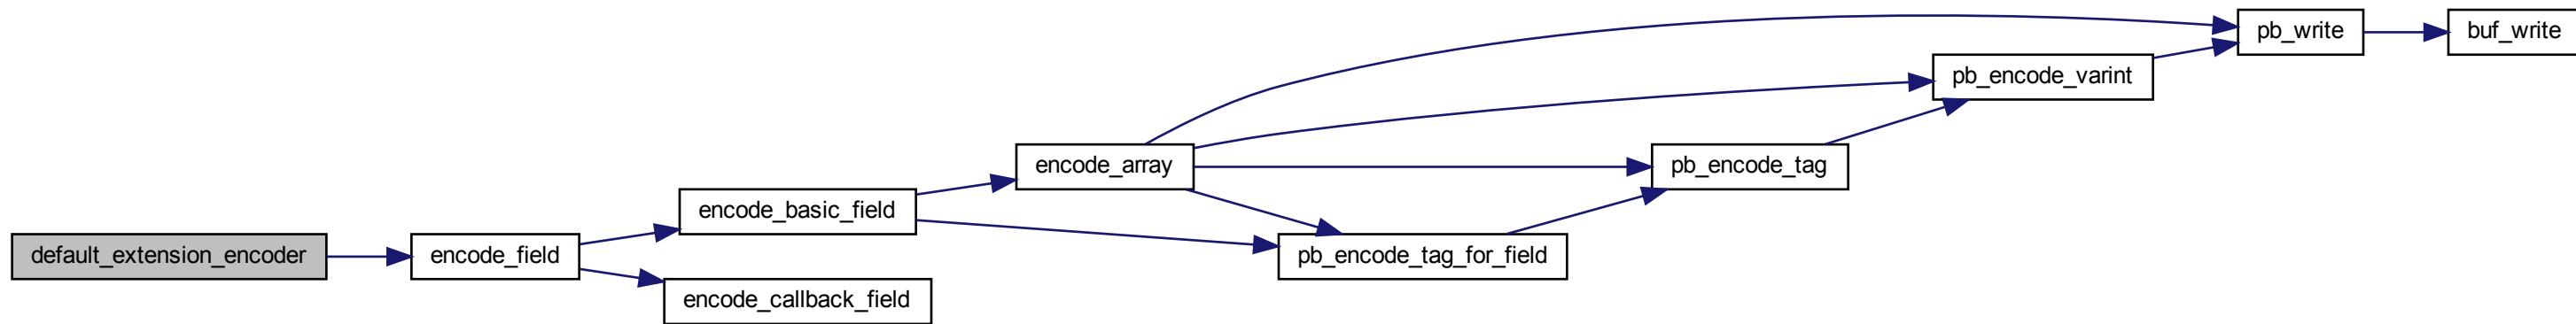 default_extension_encoder
encode_field
encode_basic_field
encode_callback_field
encode_array
pb_encode_tag_for_field
pb_encode_tag
pb_encode_varint
pb_write
buf_write